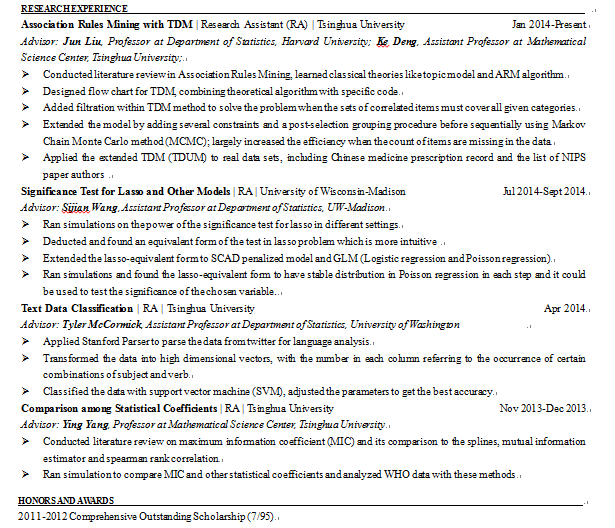 RESEARCH EXPERIENCE
Association Rules Mining with TDM | Research Assistant (RA) | Tsinghua University Jan 2014-Present
Advisor: Jun Liu, Professor at Department of Statistics, Harvard University; Ke Deng, Assistant Professor at Mathematical
Science Center, Tsinghua University;
➢ Conducted literature review in Association Rules Mining, learned classical theories like topic model and ARM algorithm.
➢ Designed flow chart for TDM, combining theoretical algorithm with specific code.
➢ Added filtration within TDM method to solve the problem when the sets of correlated items must cover all given categories.
➢ Extended the model by adding several constraints and a post-selection grouping procedure before sequentially using Markov
Chain Monte Carlo method (MCMC); largely increased the efficiency when the count of items are missing in the data.
➢ Applied the extended TDM (TDUM) to real data sets, including Chinese medicine prescription record and the list of NIPS
paper authors
Significance Test for Lasso and Other Models | RA | University of Wisconsin-Madison Jul 2014-Sept 2014
Advisor: Sijian Wang, Assistant Professor at Department of Statistics, UW-Madison
➢ Ran simulations on the power of the significance test for lasso in different settings.
➢ Deducted and found an equivalent form of the test in lasso problem which is more intuitive
➢ Extended the lasso-equivalent form to SCAD penalized model and GLM (Logistic regression and Poisson regression).
➢ Ran simulations and found the lasso-equivalent form to have stable distribution in Poisson regression in each step and it could
be used to test the significance of the chosen variable.
Text Data Classification | RA | Tsinghua University Apr 2014
Advisor: Tyler McCormick, Assistant Professor at Department of Statistics, University of Washington
➢ Applied Stanford Parser to parse the data from twitter for language analysis.
➢ Transformed the data into high dimensional vectors, with the number in each column referring to the occurrence of certain
combinations of subject and verb.
➢ Classified the data with support vector machine (SVM), adjusted the parameters to get the best accuracy.
Comparison among Statistical Coefficients | RA | Tsinghua University Nov 2013-Dec 2013
Advisor: Ying Yang, Professor at Mathematical Science Center, Tsinghua University
➢ Conducted literature review on maximum information coefficient (MIC) and its comparison to the splines, mutual information
estimator and spearman rank correlation.
➢ Ran simulation to compare MIC and other statistical coefficients and analyzed WHO data with these methods.
HONORS AND AWARDS
2011-2012 Comprehensive Outstanding Scholarship (7/95)